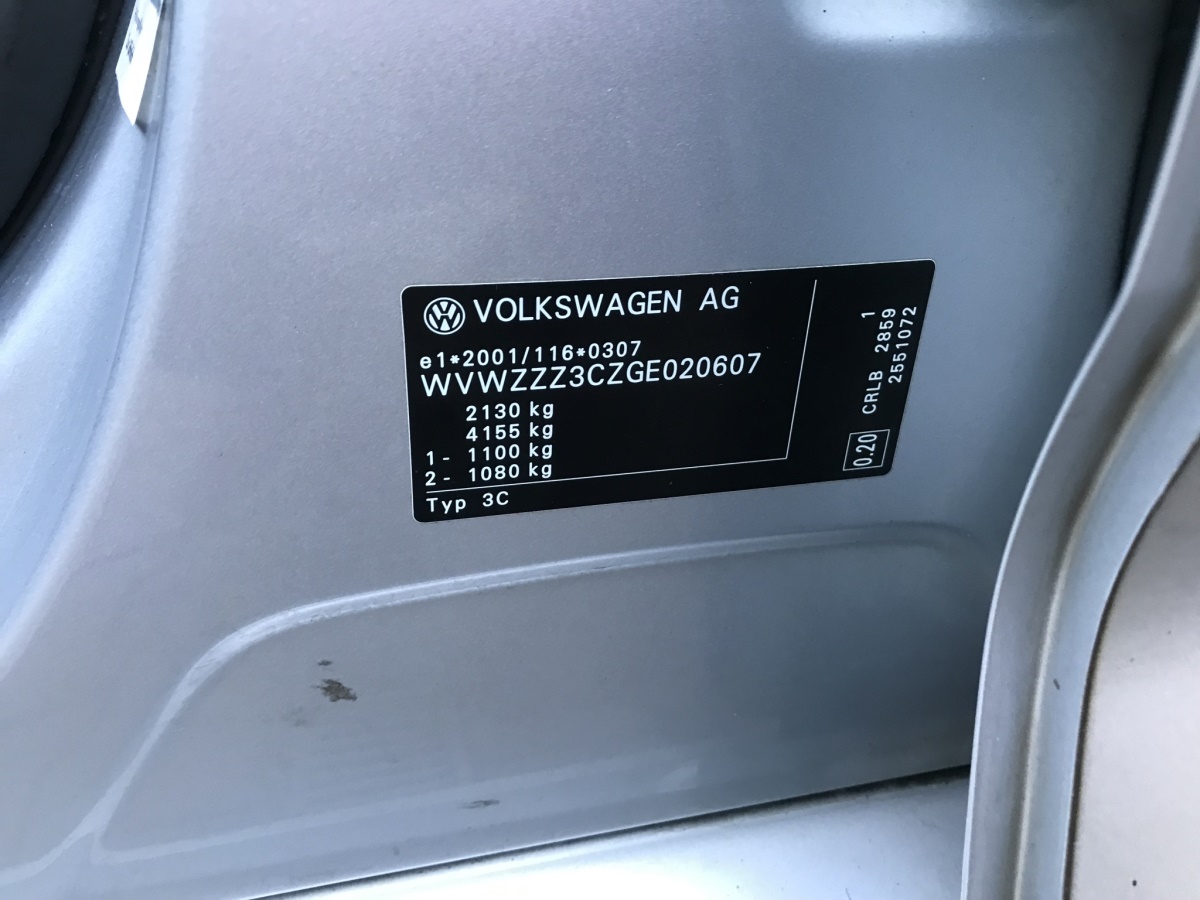 VOLKSWAGEN AG
e1*2001/116*0307
WVWZZZ3CZGE020607
2130 kg
4155 kg
1 - 1100 kg
2 - 1080 kg
Typ 3C
1
CRLB 2859
2551072
0.20